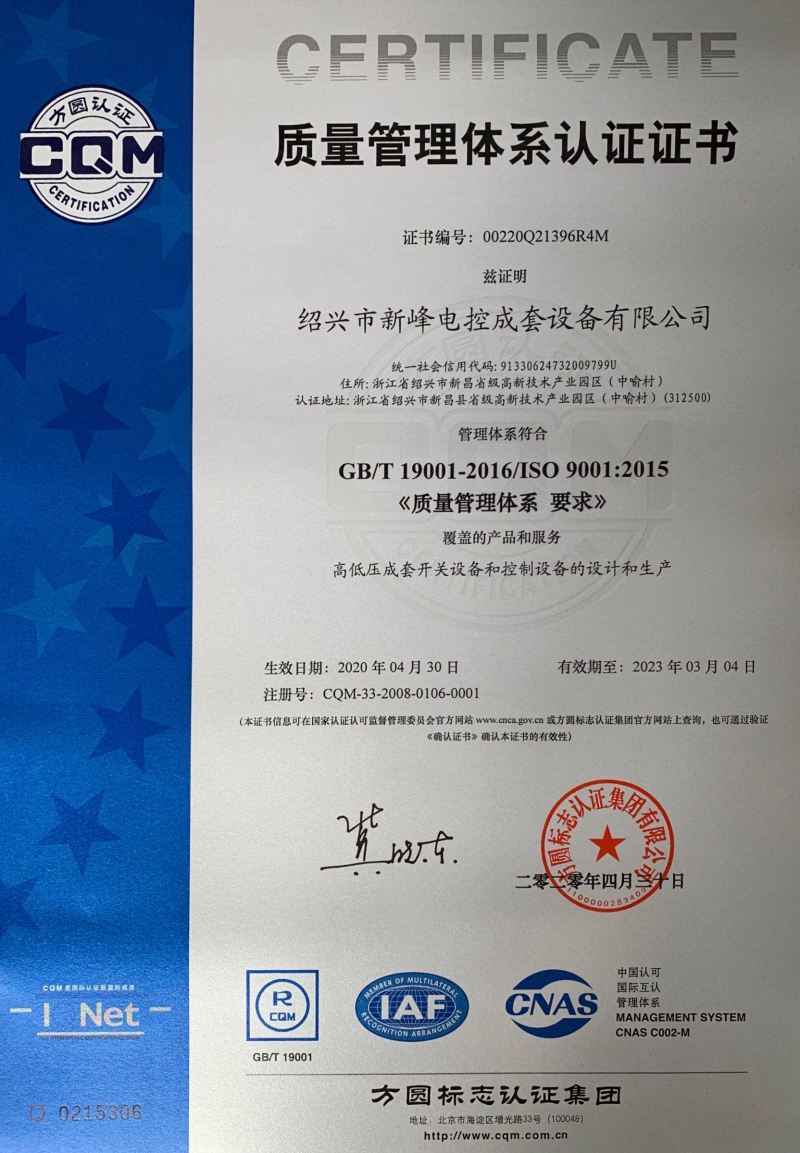 CERTIFICATE
方圆认证
CQM
CERTIFICATION
质量管理体系认证证书
证书编号：00220Q21396R4M
兹证明
绍兴市新峰电控成套设备有限公司
统一社会信用代码：91330624732009799U
住所：浙江省绍兴市新昌省级高新技术产业园区（中喻村）
认证地址：浙江省绍兴市新昌县省级高新技术产业园区（中喻村）(312500)
管理体系符合
GB/T 19001-2016/ISO 9001:2015
《质量管理体系 要求》
覆盖的产品和服务
高低压成套开关设备和控制设备的设计和生产
生效日期：2020 年 04 月 30 日
有效期至：2023 年 03 月 04 日
注册号：CQM-33-2008-0106-0001
(本证书信息可在国家认证认可监督管理委员会官方网站 www.cnca.gov.cn 或方圆标志认证集团官方网站上查询，也可通过验证
《确认证书》确认本证书的有效性)
方圆标志认证集团有限公司
二零二零年四月三十日
CQM 是国际认证联盟的成员
I Net
Q 0215306
R
CQM
GB/T 19001
MEMBER OF MULTILATERAL
IAF
RECOGNITION ARRANGEMENT
CNAS
中国认可
国际互认
管理体系
MANAGEMENT SYSTEM
CNAS C002-M
方圆标志认证集团
地址：北京市海淀区增光路33号（100048）
http://www.cqm.com.cn